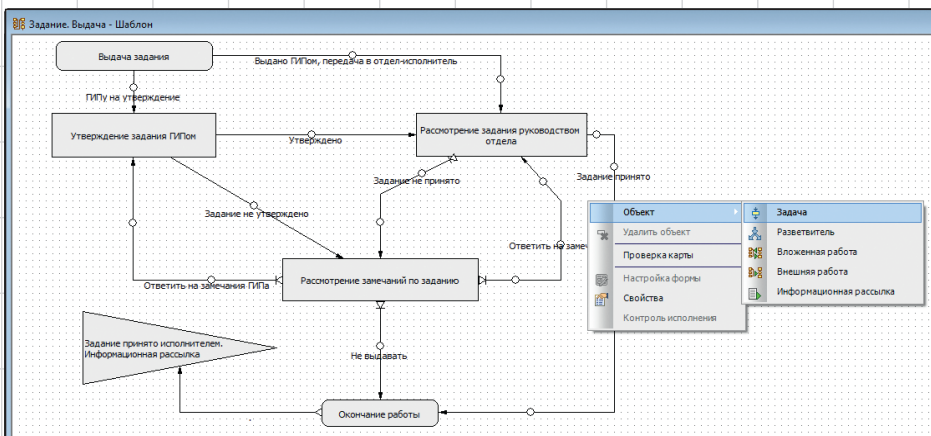 Задание. Выдача - Шаблон
Выдача задания
Выдано ГИПом, передача в отдел-исполнитель
ГИПу на утверждение
Утверждение задания ГИПом
Утверждено
Рассмотрение задания руководством
отдела
Задание не принято
Задание принято
Задание не утверждено
Ответить на заме
Ответить на замечания ГИПа
Рассмотрение замечаний по заданию
Задание принято исполнителем.
Информационная рассылка
Не выдавать
Окончание работы
Объект
Удалить объект
Проверка карты
Настройка формы
Свойства
Контроль исполнения
Задача
Разветвитель
Вложенная работа
Внешняя работа
Информационная рассылка